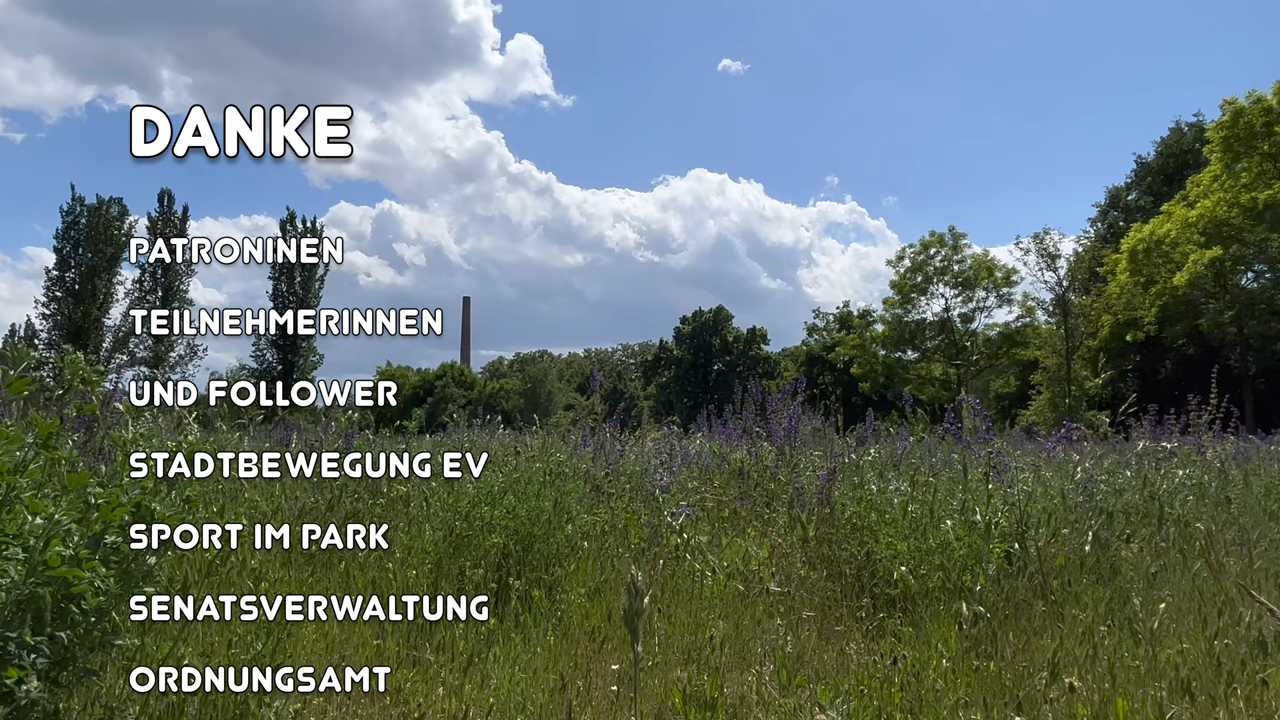 DANKE
PATRONINEN
TEILNEHMERINNEN
UND FOLLOWER
STADTBEWEGUNG EV
SPORT IM PARK
SENATSVERWALTUNG
ORDNUNGSAMT